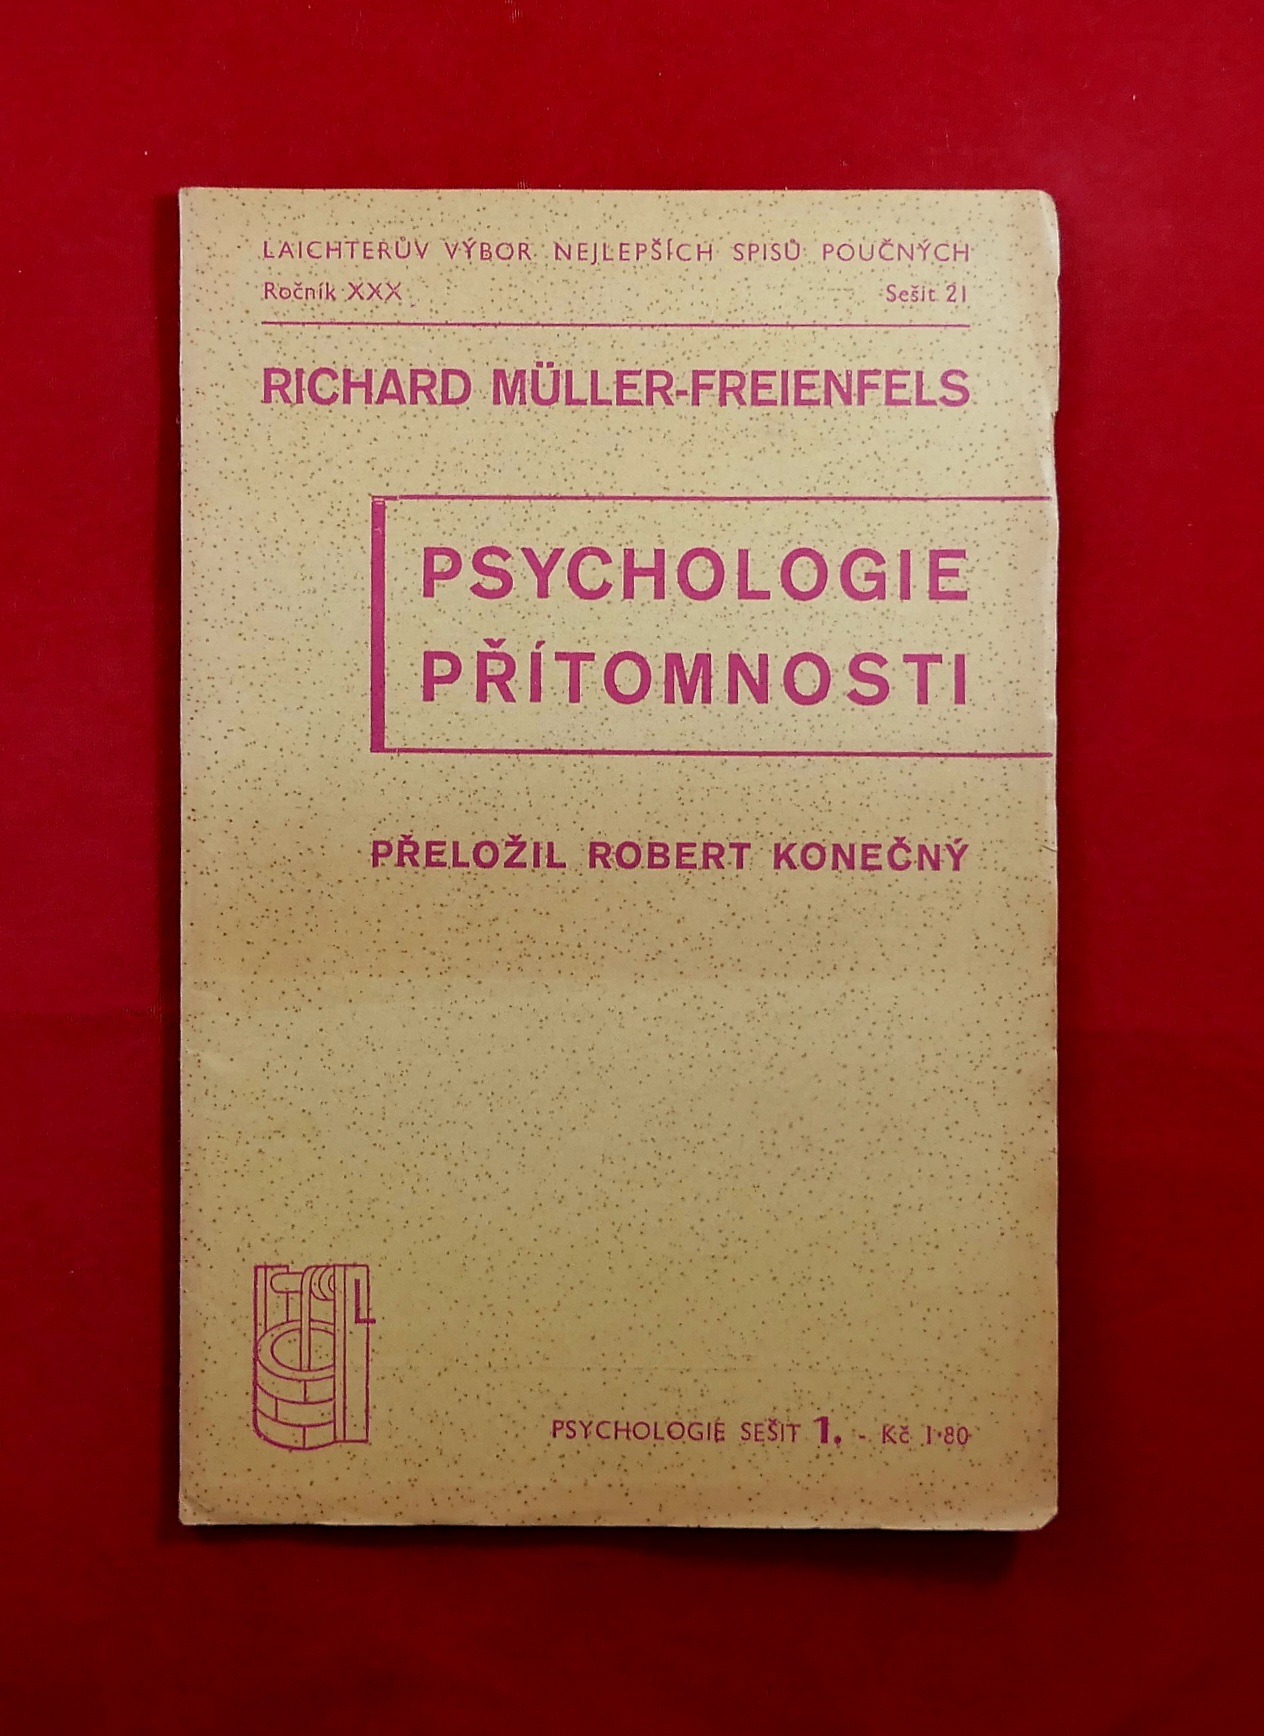 LAICHTERŮV VÝBOR NEJLEPŠÍCH SPISŮ POUČNÝCH
Ročník XXX Sešit 21
RICHARD MÜLLER-FREIENFELS
PSYCHOLOGIE
PŘÍTOMNOSTI
PŘELOŽIL ROBERT KONEČNÝ
L
PSYCHOLOGIE SEŠIT 1. - Kč 1·80